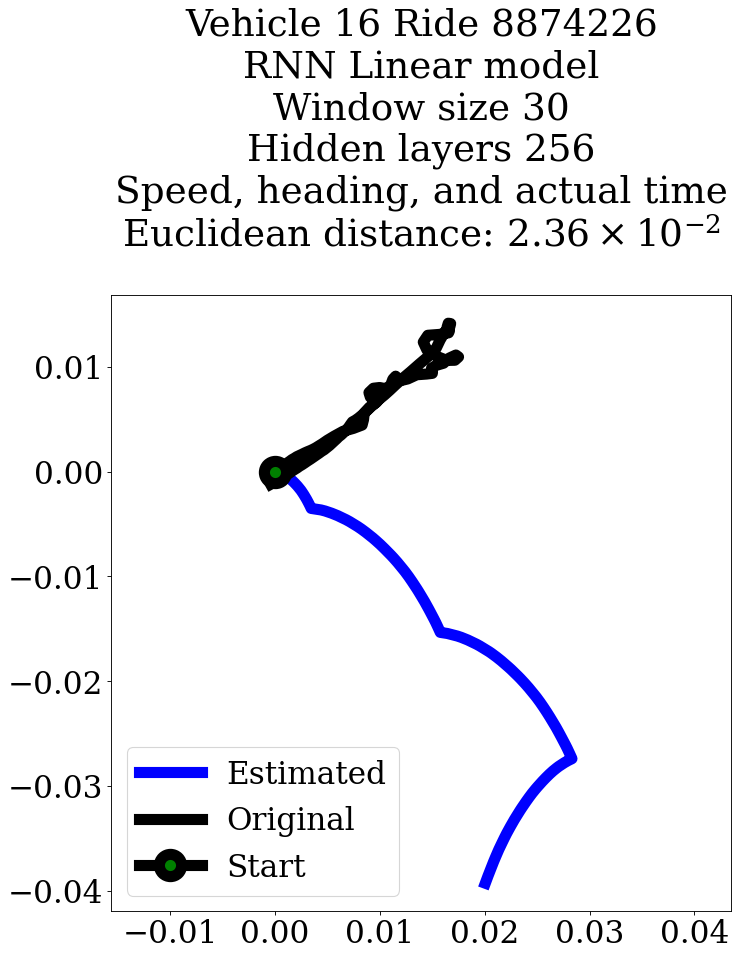 Vehicle 16 Ride 8874226
RNN Linear model
Window size 30
Hidden layers 256
Speed, heading, and actual time
Euclidean distance: 2.36 × 10⁻²
0.01
0.00
−0.01
−0.02
−0.03
−0.04
Estimated
Original
Start
−0.01 0.00 0.01 0.02 0.03 0.04